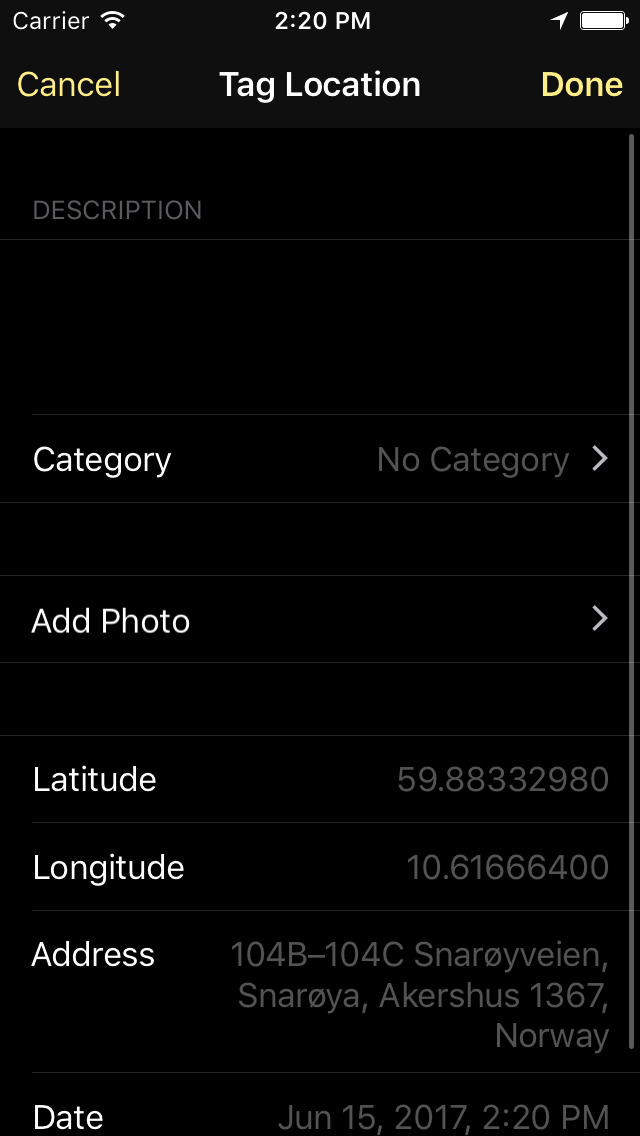 Carrier 2:20 PM
Cancel Tag Location Done
DESCRIPTION
Category No Category
Add Photo
Latitude 59.88332980
Longitude 10.61666400
Address 104B–104C Snarøyveien,
Snarøya, Akershus 1367,
Norway
Date Jun 15, 2017, 2:20 PM